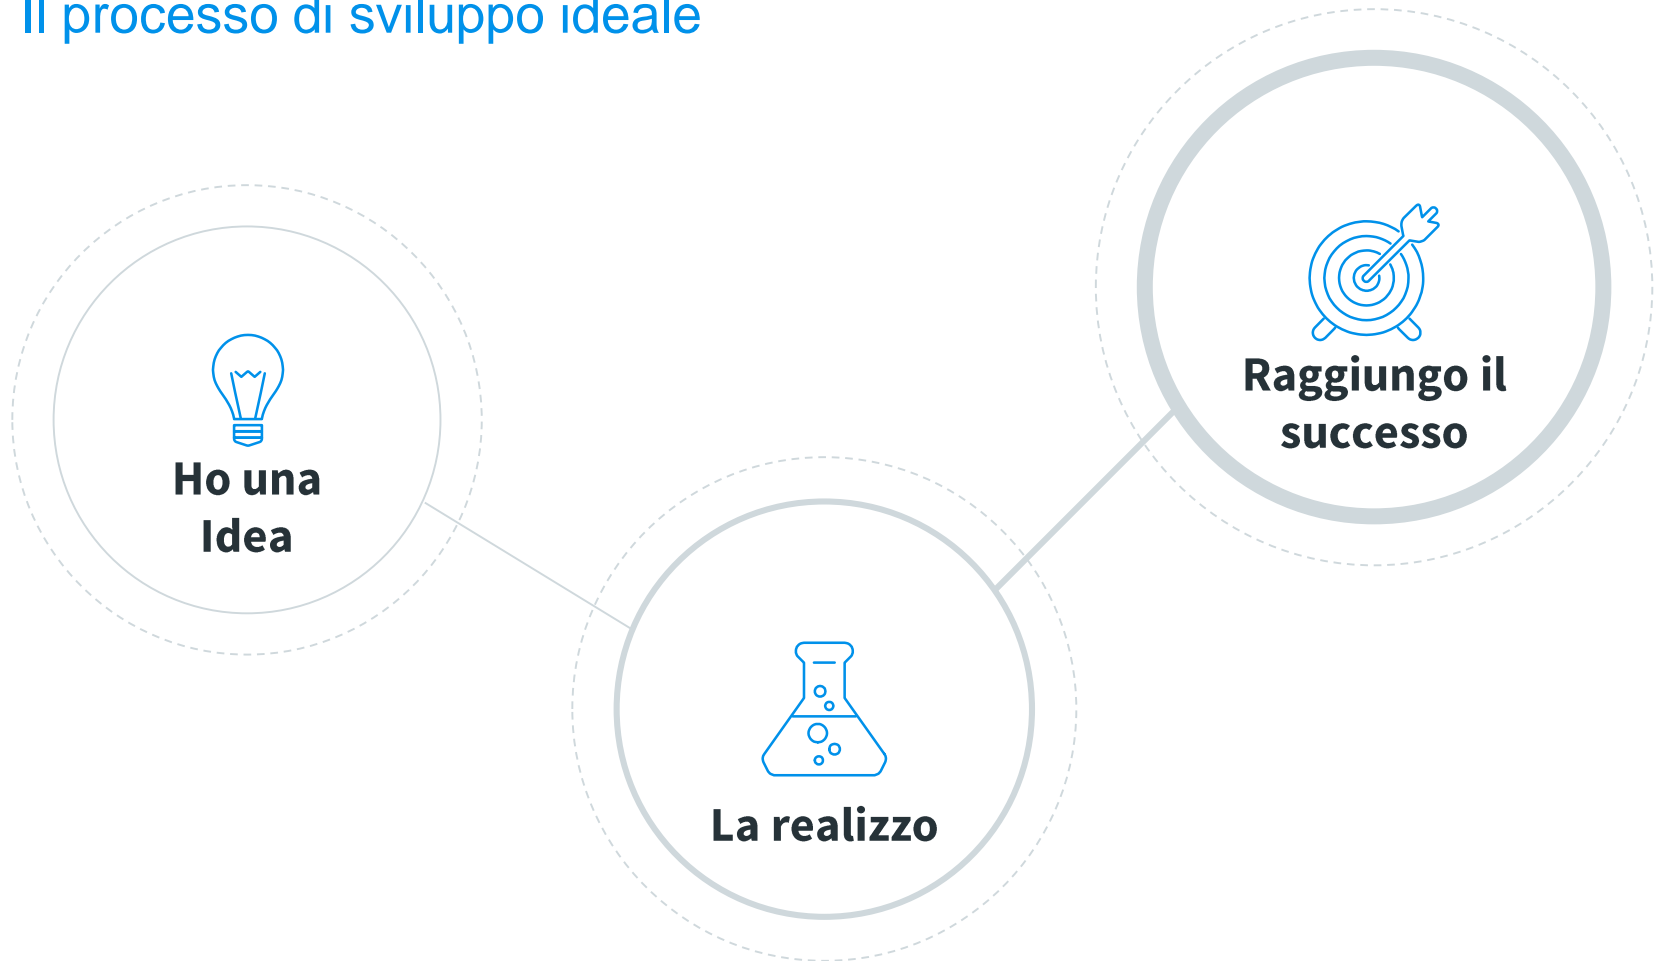 Il processo di sviluppo ideale
Ho una
Idea
La realizzo
Raggiungo il
successo